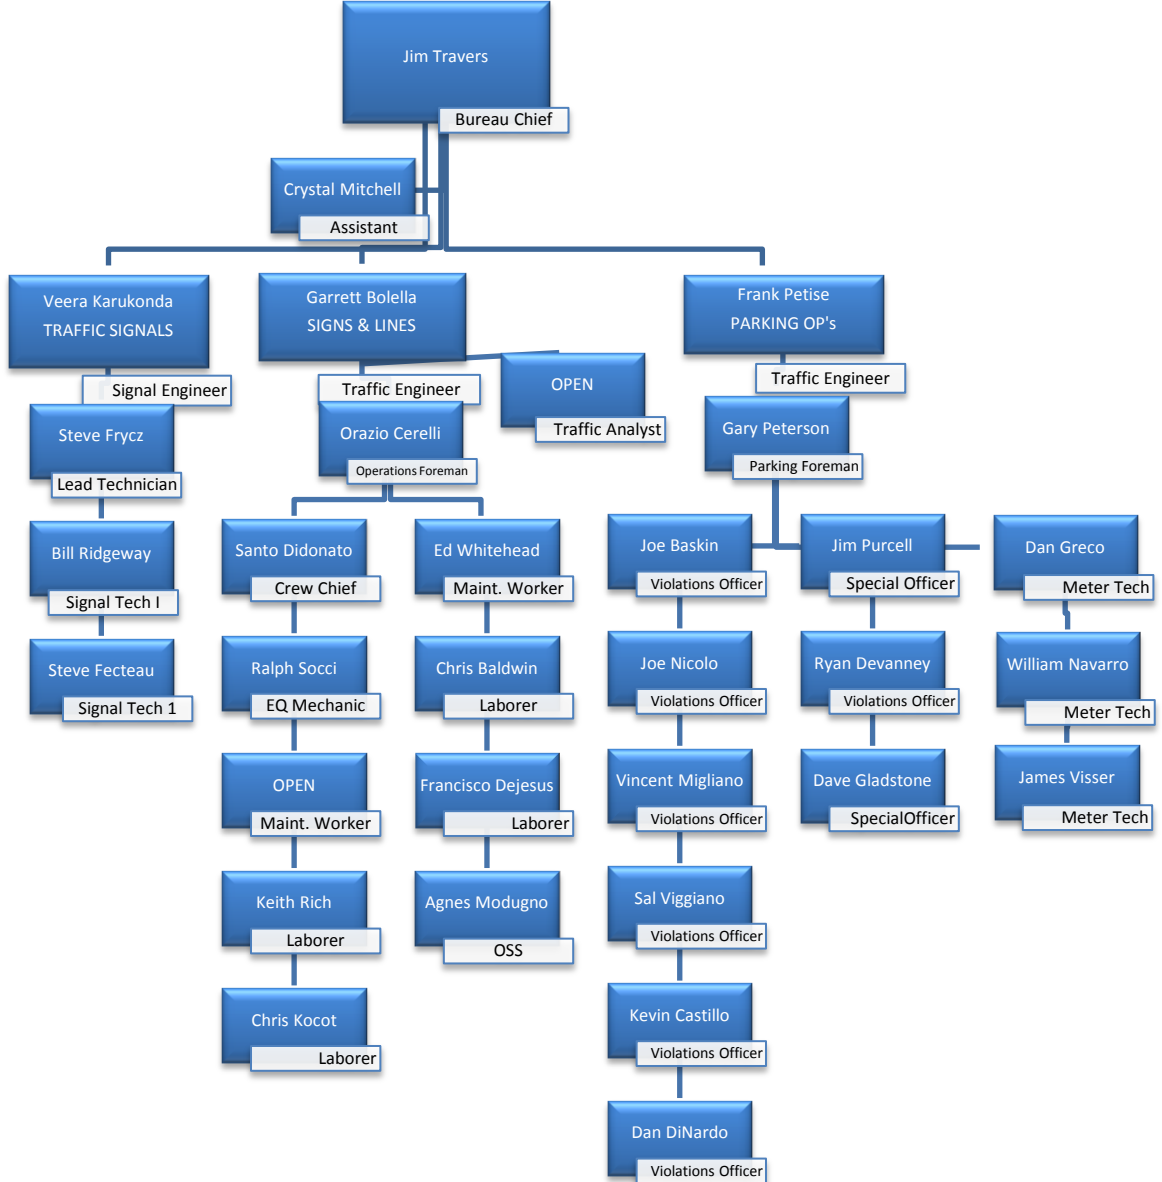 Jim Travers
Bureau Chief
Crystal Mitchell
Assistant
Veera Karukonda
TRAFFIC SIGNALS
Signal Engineer
Garrett Bolella
SIGNS & LINES
Traffic Engineer
Frank Petise
PARKING OP's
Traffic Engineer
OPEN
Traffic Analyst
Steve Frycz
Lead Technician
Orazio Cerelli
Operations Foreman
Gary Peterson
Parking Foreman
Bill Ridgeway
Signal Tech I
Santo Didonato
Crew Chief
Ed Whitehead
Maint. Worker
Joe Baskin
Violations Officer
Jim Purcell
Special Officer
Dan Greco
Meter Tech
Steve Fecteau
Signal Tech 1
Ralph Socci
EQ Mechanic
Chris Baldwin
Laborer
Joe Nicolo
Violations Officer
Ryan Devanney
Violations Officer
William Navarro
Meter Tech
OPEN
Maint. Worker
Francisco Dejesus
Laborer
Vincent Migliano
Violations Officer
Dave Gladstone
SpecialOfficer
James Visser
Meter Tech
Keith Rich
Laborer
Agnes Modugno
OSS
Sal Viggiano
Violations Officer
Chris Kocot
Laborer
Kevin Castillo
Violations Officer
Dan DiNardo
Violations Officer